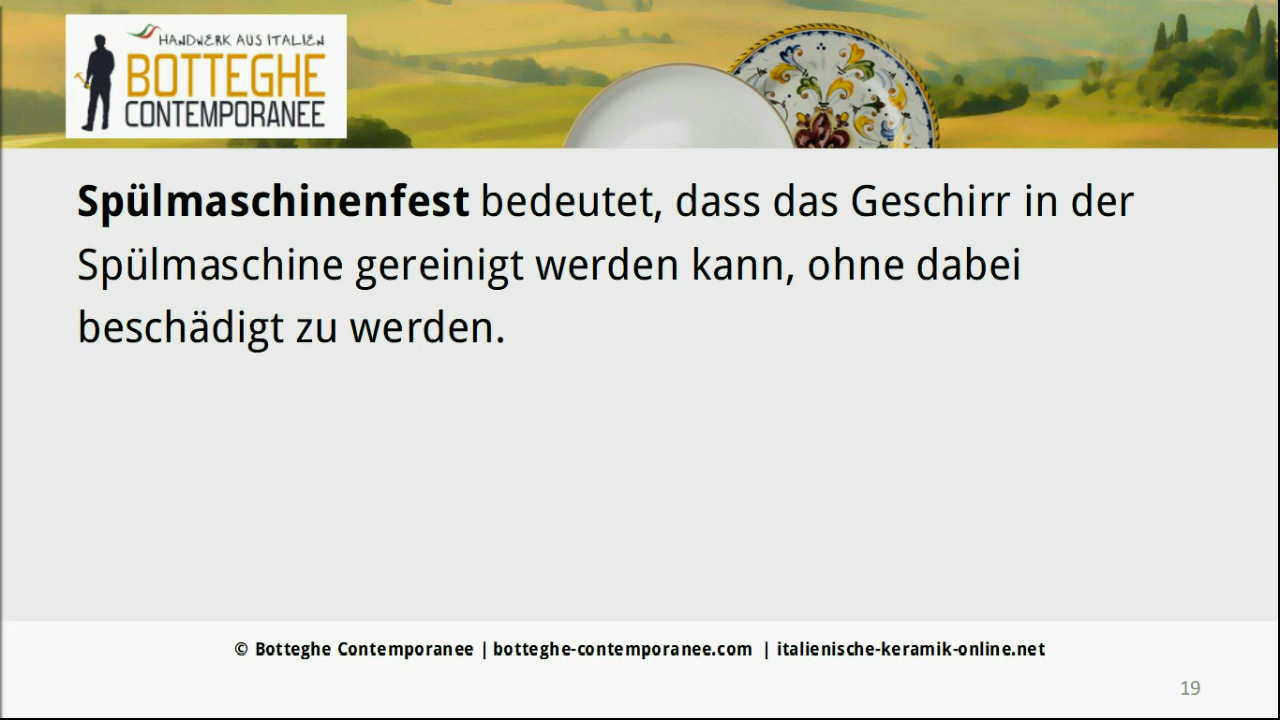 HANDWERK AUS ITALIEN
BOTTEGHE
CONTEMPORANEE
Spülmaschinenfest bedeutet, dass das Geschirr in der
Spülmaschine gereinigt werden kann, ohne dabei
beschädigt zu werden.
© Botteghe Contemporanee | botteghe-contemporanee.com | italienische-keramik-online.net
19